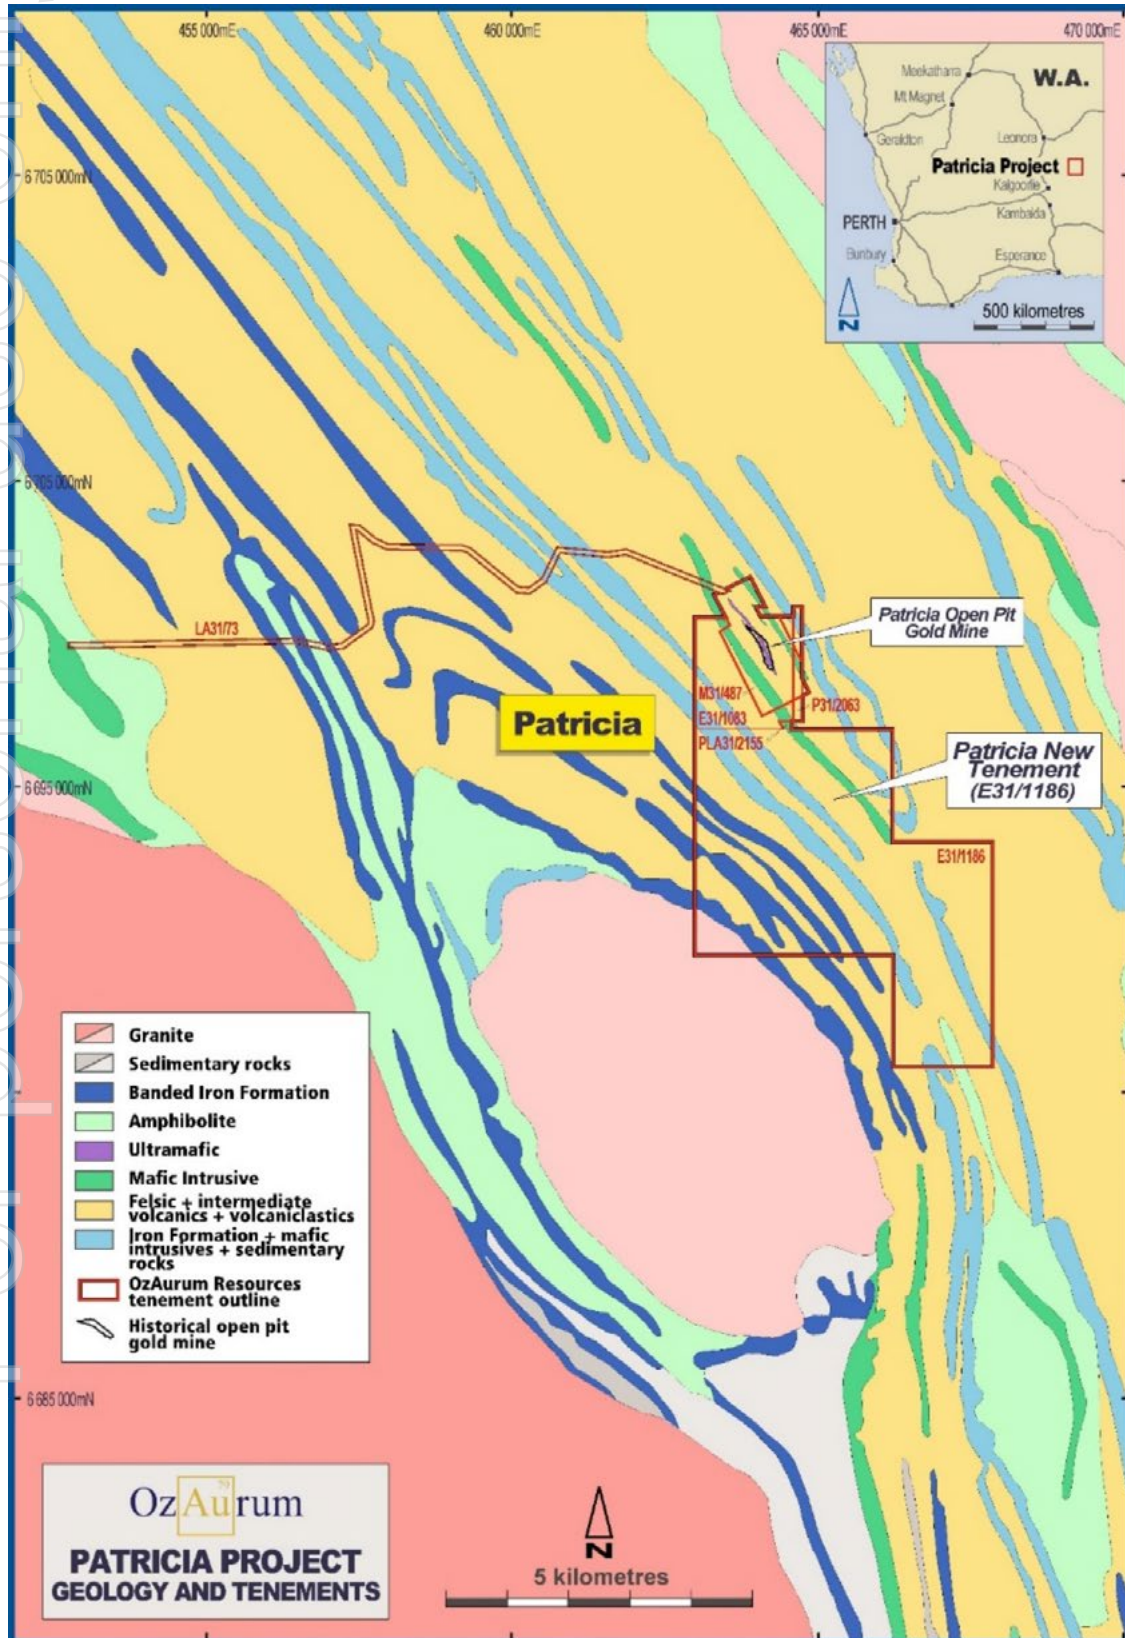 455 000mE
460 000mE
465 000mE
470 000mE
Meekatharra
W.A.
Mt Magnet
Geraldton
Leonora
Patricia Project
Kalgoorlie
Kambalda
PERTH
Bunbury
Esperance
N
500 kilometres
6 705 000mN
6 705 000mN
LA31/73
Patricia Open Pit
Gold Mine
M31/487
P31/2063
E31/1083
PLA31/2155
Patricia
Patricia New
Tenement
(E31/1186)
6 695 000mN
E31/1186
Granite
Sedimentary rocks
Banded Iron Formation
Amphibolite
Ultramafic
Mafic Intrusive
Felsic + intermediate
volcanics + volcaniclastics
Iron Formation + mafic
intrusives + sedimentary
rocks
OzAurum Resources
tenement outline
Historical open pit
gold mine
6 685 000mN
79
OzAurum
PATRICIA PROJECT
GEOLOGY AND TENEMENTS
N
5 kilometres